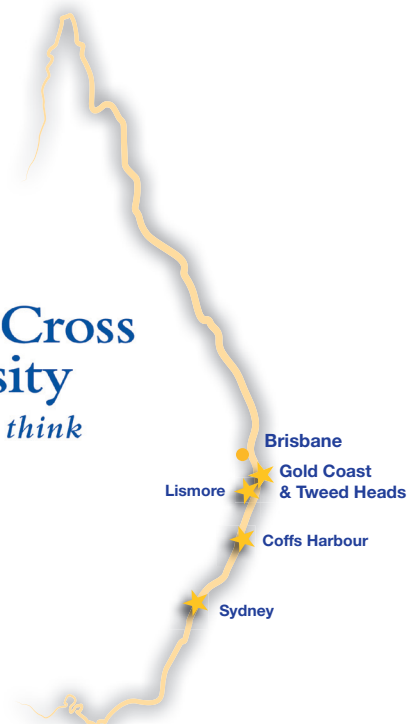 Cross
sity
think
Brisbane
Gold Coast
& Tweed Heads
Lismore
Coffs Harbour
Sydney